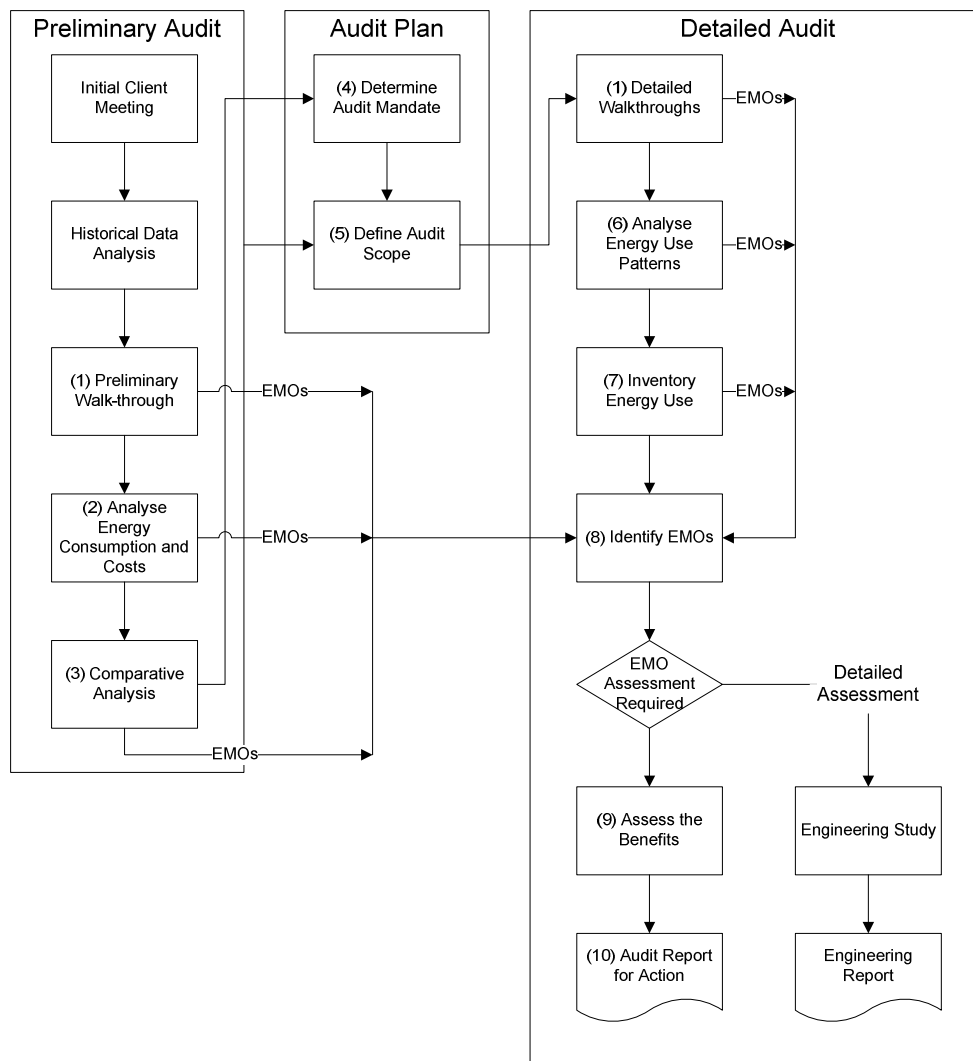 Preliminary Audit
Initial Client
Meeting
Historical Data
Analysis
(1) Preliminary
Walk-through
EMOs
(2) Analyse
Energy
Consumption and
Costs
EMOs
(3) Comparative
Analysis
EMOs
Audit Plan
(4) Determine
Audit Mandate
(5) Define Audit
Scope
Detailed Audit
(1) Detailed
Walkthroughs
EMOs
(6) Analyse
Energy Use
Patterns
EMOs
(7) Inventory
Energy Use
EMOs
(8) Identify EMOs
EMO
Assessment
Required
Detailed
Assessment
(9) Assess the
Benefits
Engineering Study
(10) Audit Report
for Action
Engineering
Report